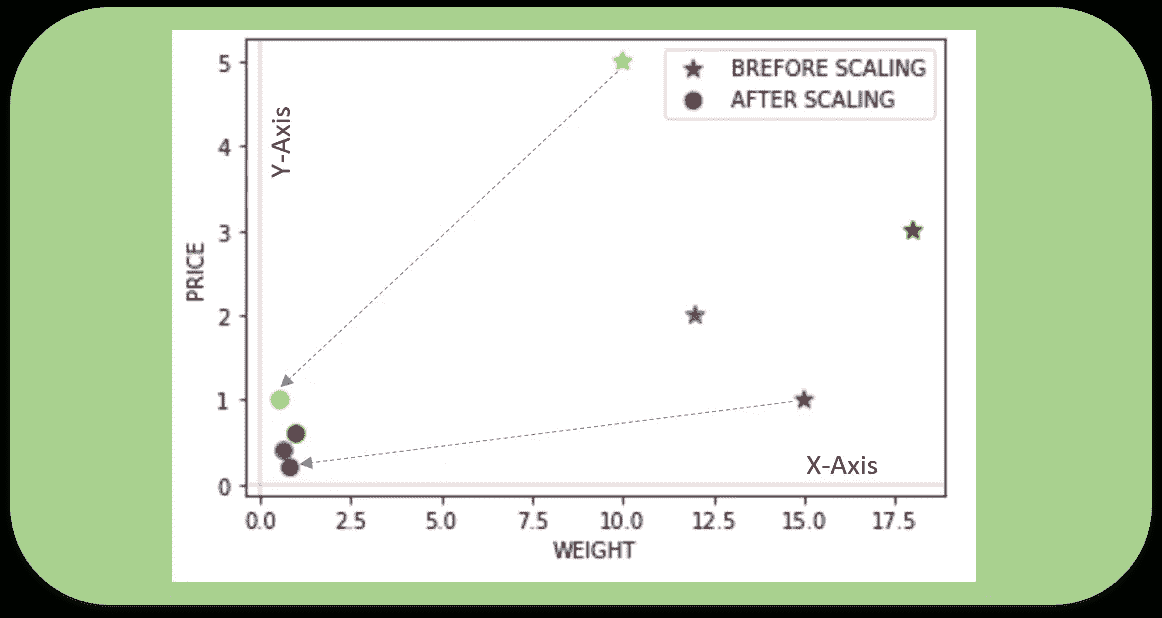 BREFORE SCALING
AFTER SCALING
Y-Axis
PRICE
5
4
3
2
1
0
X-Axis
0.0 2.5 5.0 7.5 10.0 12.5 15.0 17.5
WEIGHT